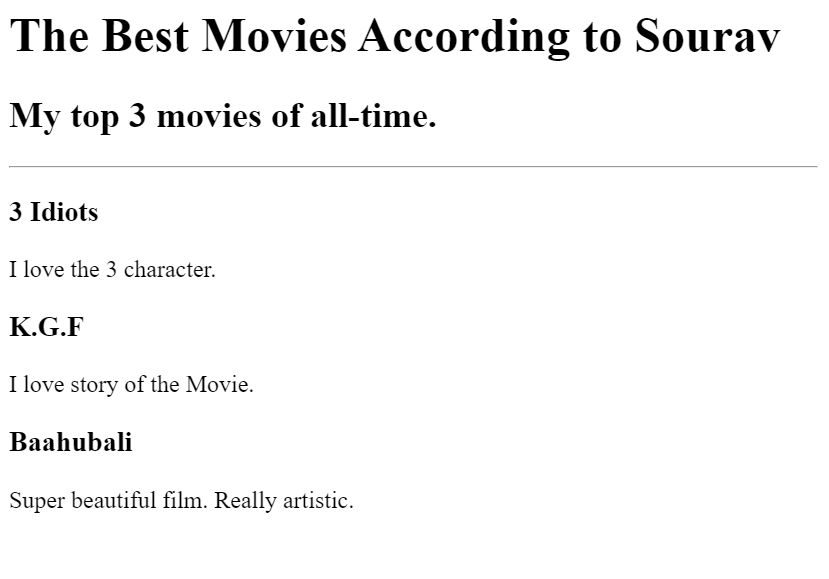 The Best Movies According to Sourav
My top 3 movies of all-time.
3 Idiots
I love the 3 character.
K.G.F
I love story of the Movie.
Baahubali
Super beautiful film. Really artistic.